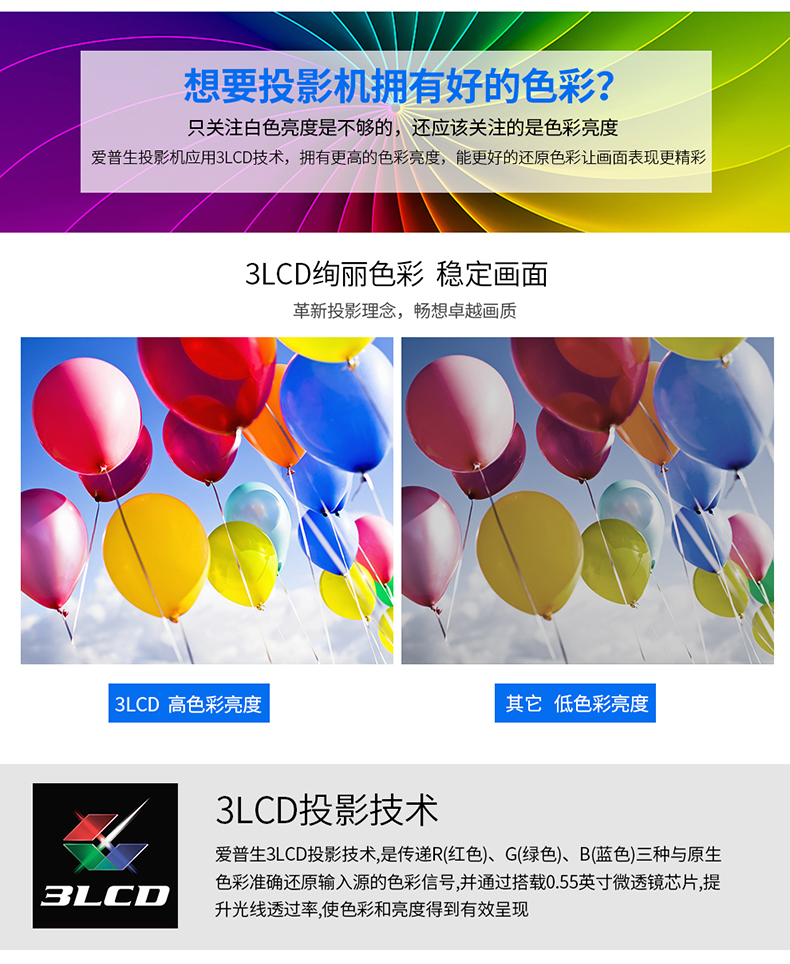 想要投影机拥有好的色彩?
只关注白色亮度是不够的，还应该关注的是色彩亮度
爱普生投影机应用3LCD技术，拥有更高的色彩亮度，能更好的还原色彩让画面表现更精彩
3LCD绚丽色彩 稳定画面
革新投影理念，畅想卓越画质
3LCD 高色彩亮度
其它 低色彩亮度
3LCD投影技术
爱普生3LCD投影技术,是传递R(红色)、G(绿色)、B(蓝色)三种与原生
色彩准确还原输入源的色彩信号,并通过搭载0.55英寸微透镜芯片,提
升光线透过率,使色彩和亮度得到有效呈现
3LCD